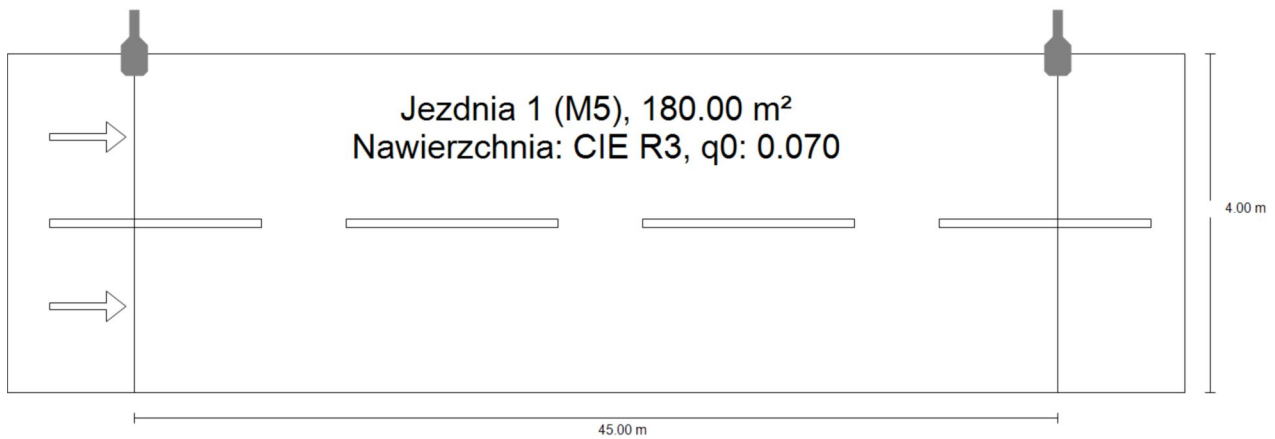 Jezdnia 1 (M5), 180.00 m²
Nawierzchnia: CIE R3, q0: 0.070
4.00 m
45.00 m